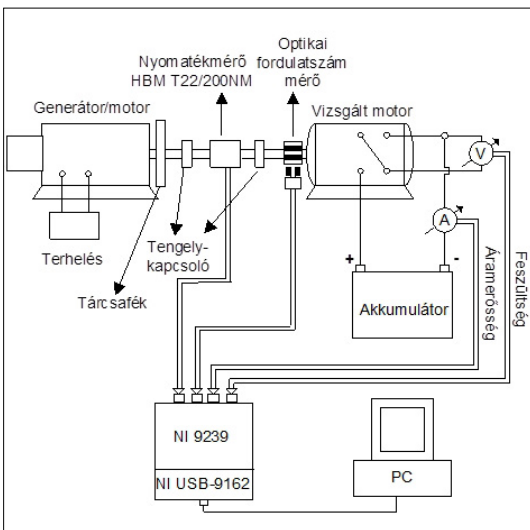 Nyomatékmérő
HBM T22/200NM
Optikai
fordulatszám
mérő
Generátor/motor
Vizsgált motor
V
A
Terhelés
Tengely-
kapcsoló
Tárcsafék
+
-
Akkumulátor
Áramerősség
Feszültség
NI 9239
NI USB-9162
PC